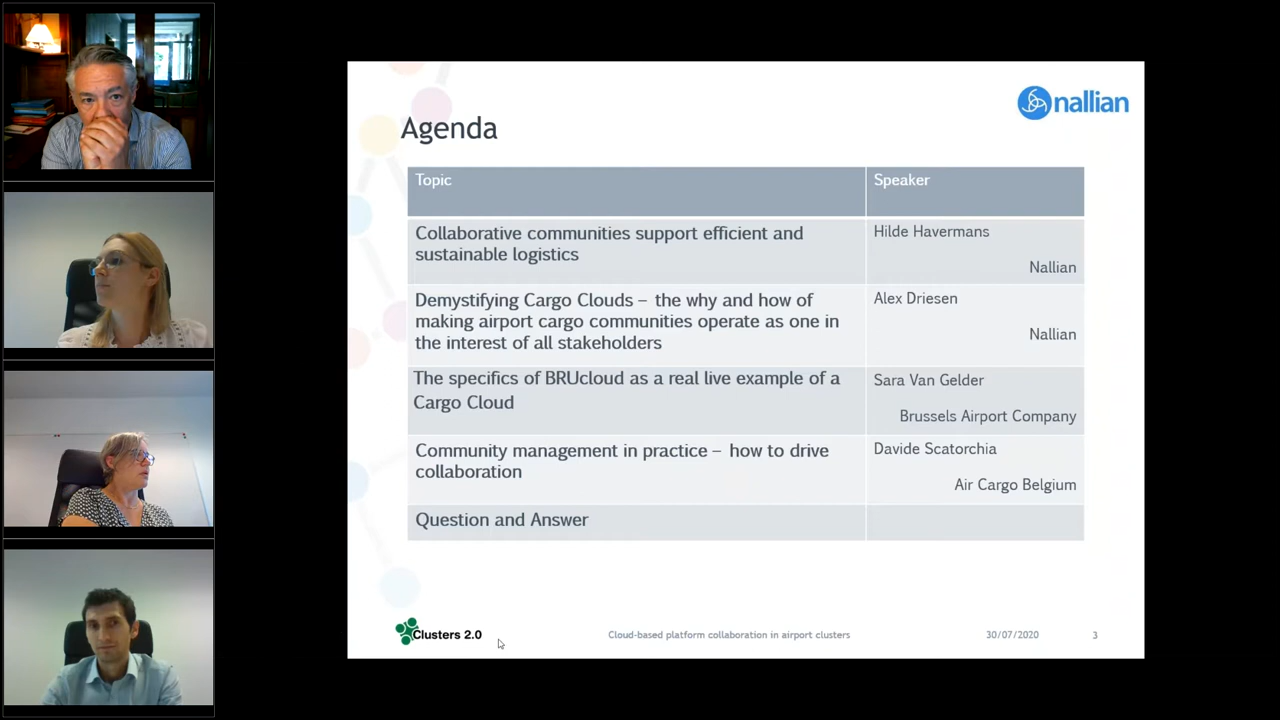 nallian
Agenda
Topic
Speaker
Collaborative communities support efficient and
sustainable logistics
Hilde Havermans
Nallian
Demystifying Cargo Clouds – the why and how of
making airport cargo communities operate as one in
the interest of all stakeholders
Alex Driesen
Nallian
The specifics of BRUcloud as a real live example of a
Cargo Cloud
Sara Van Gelder
Brussels Airport Company
Community management in practice – how to drive
collaboration
Davide Scatorchia
Air Cargo Belgium
Question and Answer
Clusters 2.0
Cloud-based platform collaboration in airport clusters
30/07/2020
3